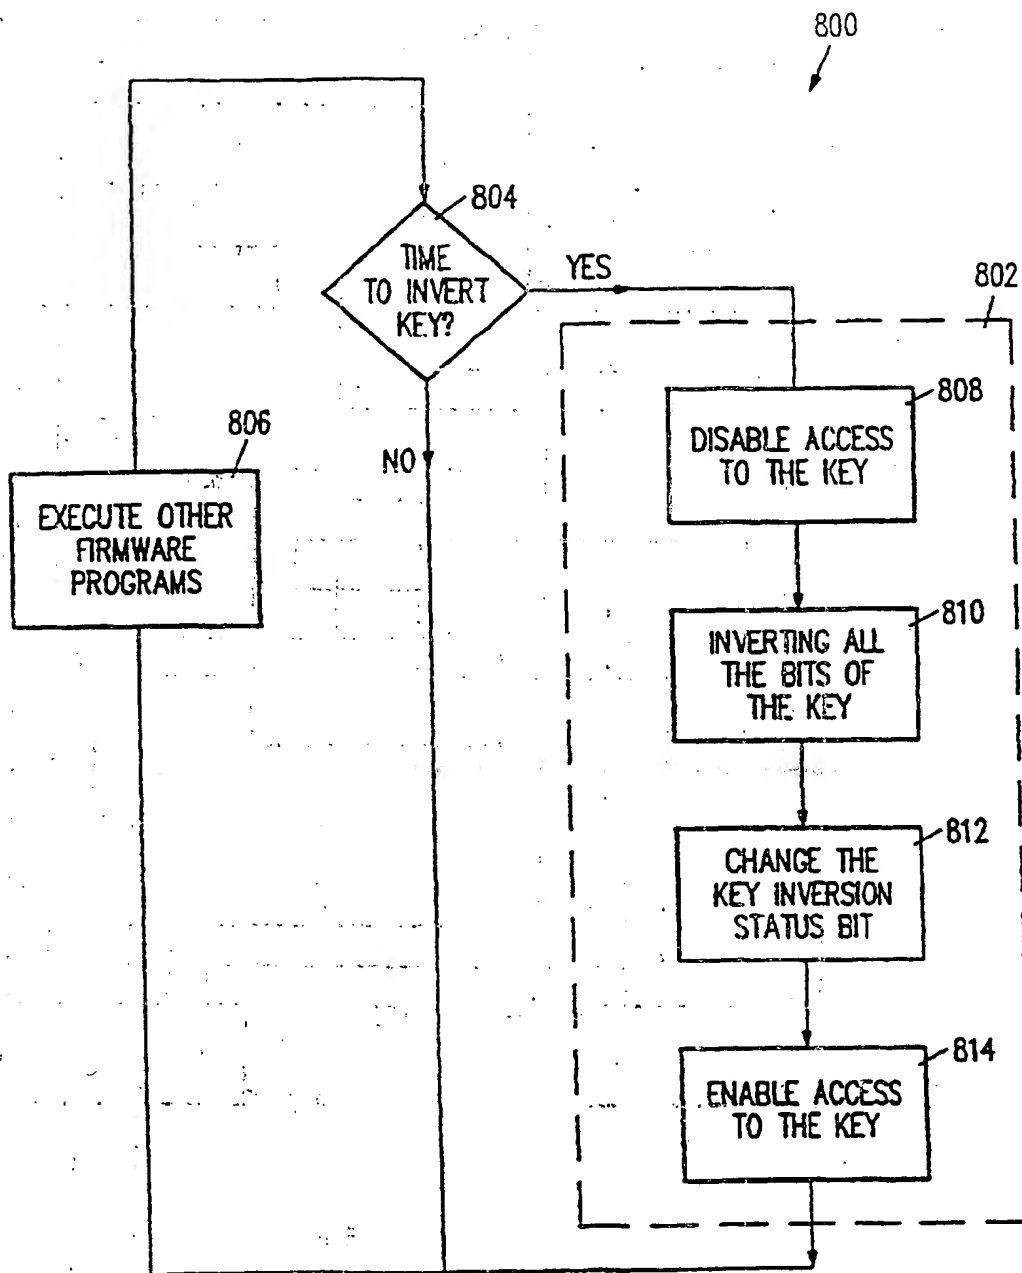 800
804
TIME
TO INVERT
KEY?
YES
802
808
DISABLE ACCESS
TO THE KEY
NO
806
EXECUTE OTHER
FIRMWARE
PROGRAMS
810
INVERTING ALL
THE BITS OF
THE KEY
812
CHANGE THE
KEY INVERSION
STATUS BIT
814
ENABLE ACCESS
TO THE KEY